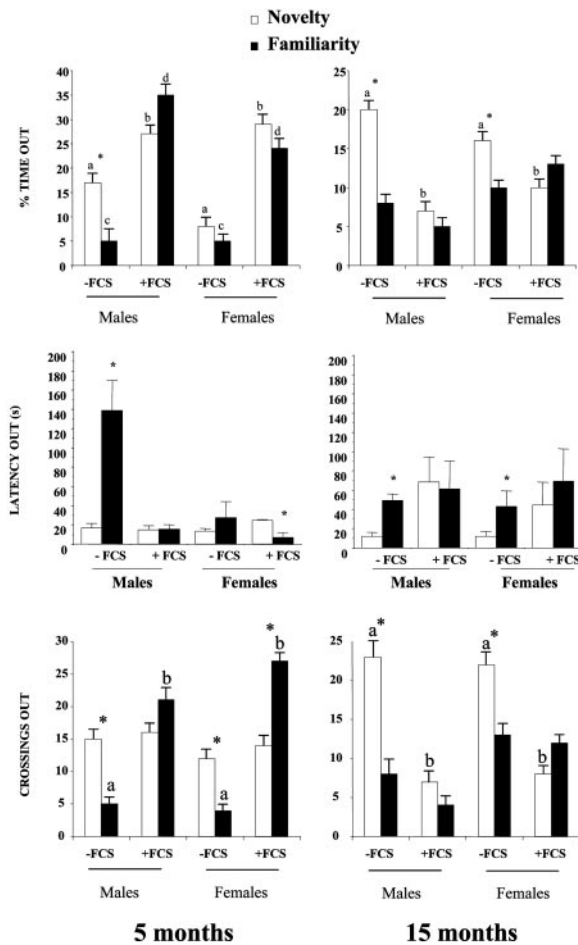 Novelty
Familiarity
% TIME OUT
40
35
30
25
20
15
10
5
0
a
*
c
b
d
a
c
b
d
-FCS
+FCS
-FCS
+FCS
Males
Females
25
20
15
10
5
0
a
*
b
a
*
b
-FCS
+FCS
-FCS
+FCS
Males
Females
LATENCY OUT (s)
200
180
160
140
120
100
80
60
40
20
0
*
*
- FCS
+ FCS
- FCS
+ FCS
Males
Females
200
180
160
140
120
100
80
60
40
20
0
*
*
- FCS
+ FCS
- FCS
+ FCS
Males
Females
CROSSINGS OUT
30
25
20
15
10
5
0
*
a
b
*
a
*
b
-FCS
+FCS
-FCS
+FCS
Males
Females
25
20
15
10
5
0
a
*
b
a
*
b
-FCS
+FCS
-FCS
+FCS
Males
Females
5 months
15 months